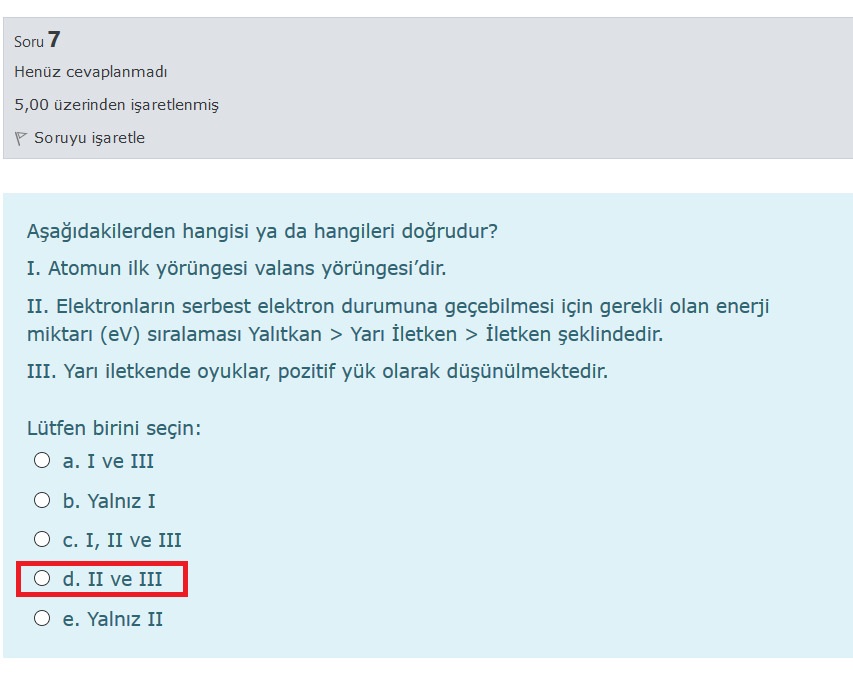 Soru 7
Henüz cevaplanmadı
5,00 üzerinden işaretlenmiş
Soruyu işaretle
Aşağıdakilerden hangisi ya da hangileri doğrudur?
I. Atomun ilk yörüngesi valans yörüngesi’dir.
II. Elektronların serbest elektron durumuna geçebilmesi için gerekli olan enerji
miktarı (eV) sıralaması Yalıtkan > Yarı İletken > İletken şeklindedir.
III. Yarı iletkende oyuklar, pozitif yük olarak düşünülmektedir.
Lütfen birini seçin:
a. I ve III
b. Yalnız I
c. I, II ve III
d. II ve III
e. Yalnız II